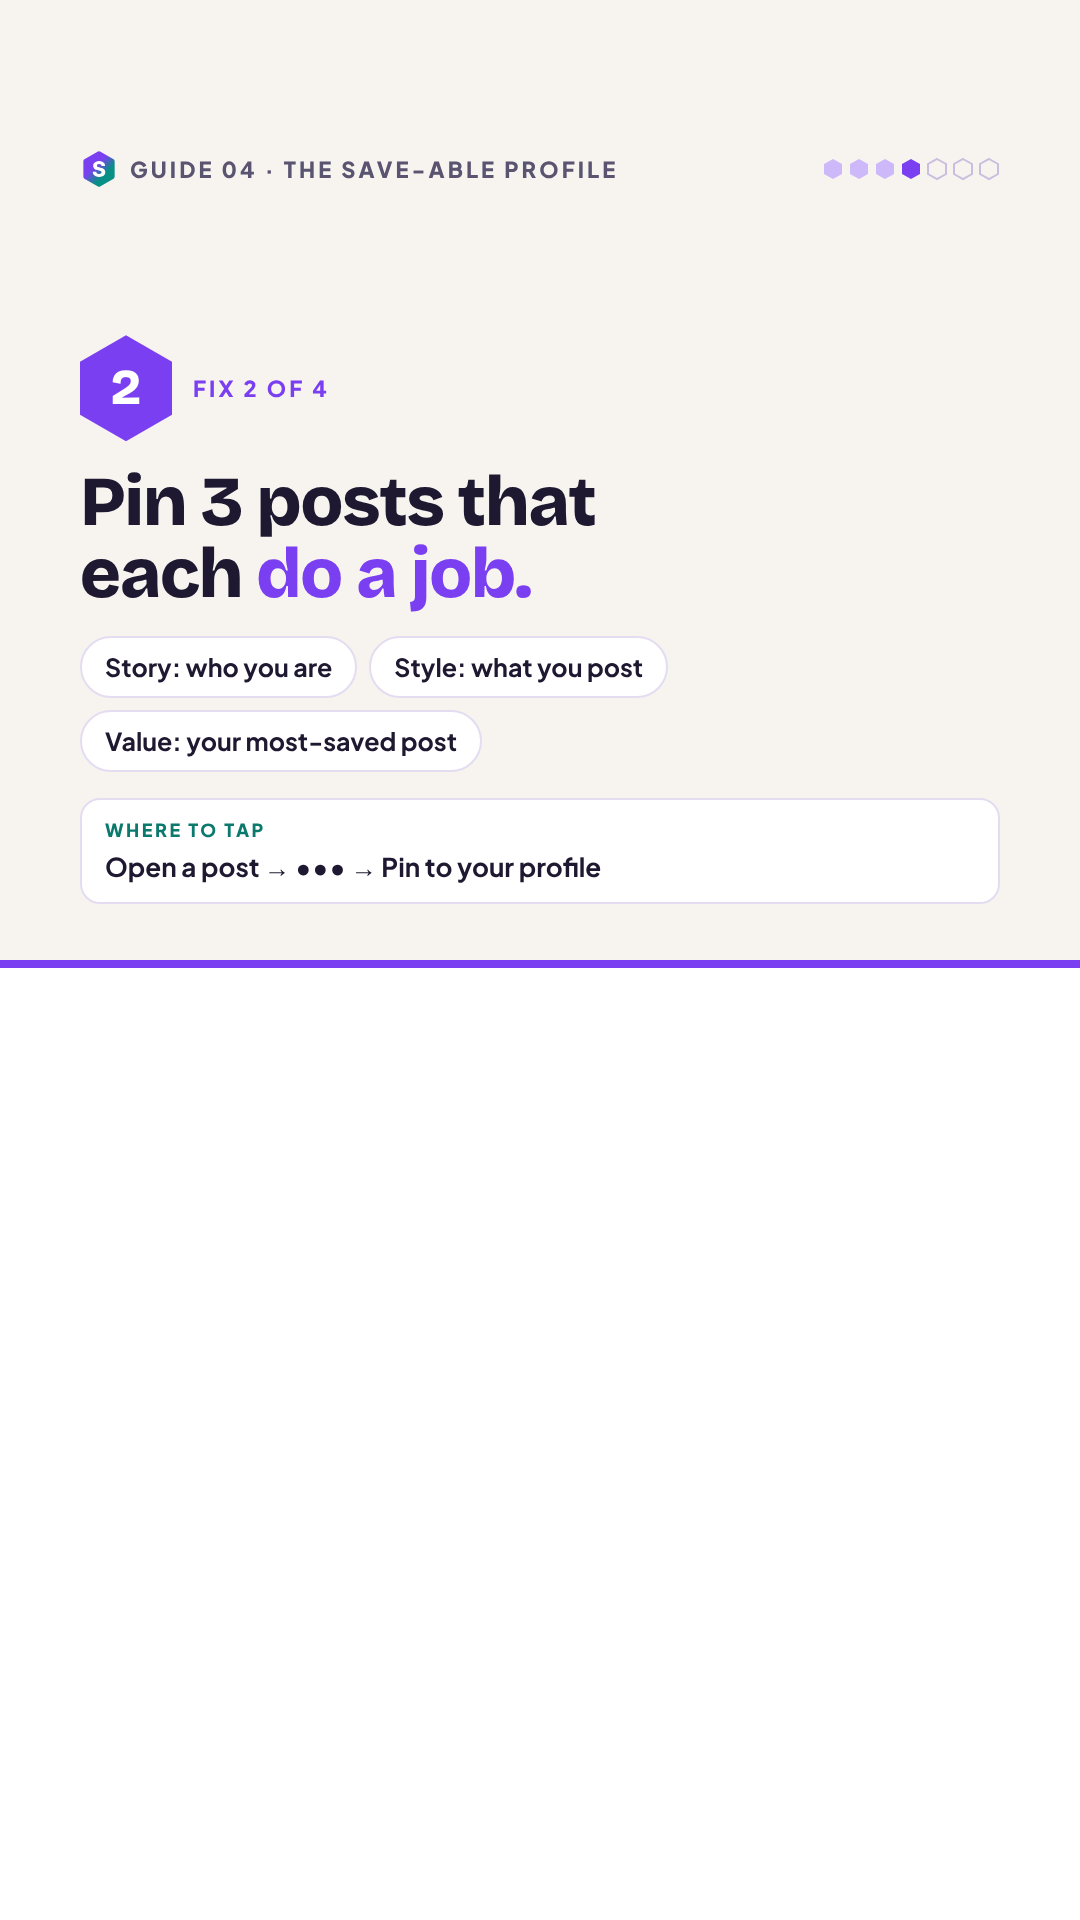 S GUIDE 04 · THE SAVE-ABLE PROFILE
2 FIX 2 OF 4
Pin 3 posts that
each do a job.
Story: who you are Style: what you post
Value: your most-saved post
WHERE TO TAP
Open a post → ••• → Pin to your profile